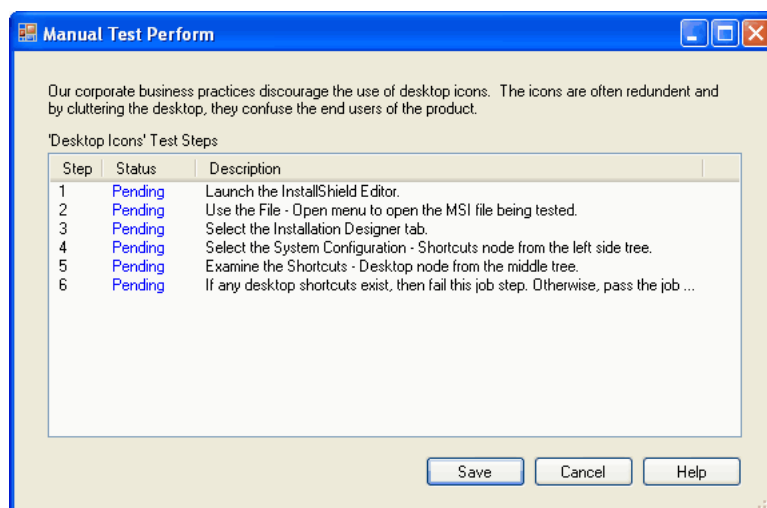 Manual Test Perform
Our corporate business practices discourage the use of desktop icons.  The icons are often redundant and
by cluttering the desktop, they confuse the end users of the product.
'Desktop Icons' Test Steps
Step Status Description
1 Pending Launch the InstallShield Editor.
2 Pending Use the File - Open menu to open the MSI file being tested.
3 Pending Select the Installation Designer tab.
4 Pending Select the System Configuration - Shortcuts node from the left side tree.
5 Pending Examine the Shortcuts - Desktop node from the middle tree.
6 Pending If any desktop shortcuts exist, then fail this job step. Otherwise, pass the job ...
Save Cancel Help